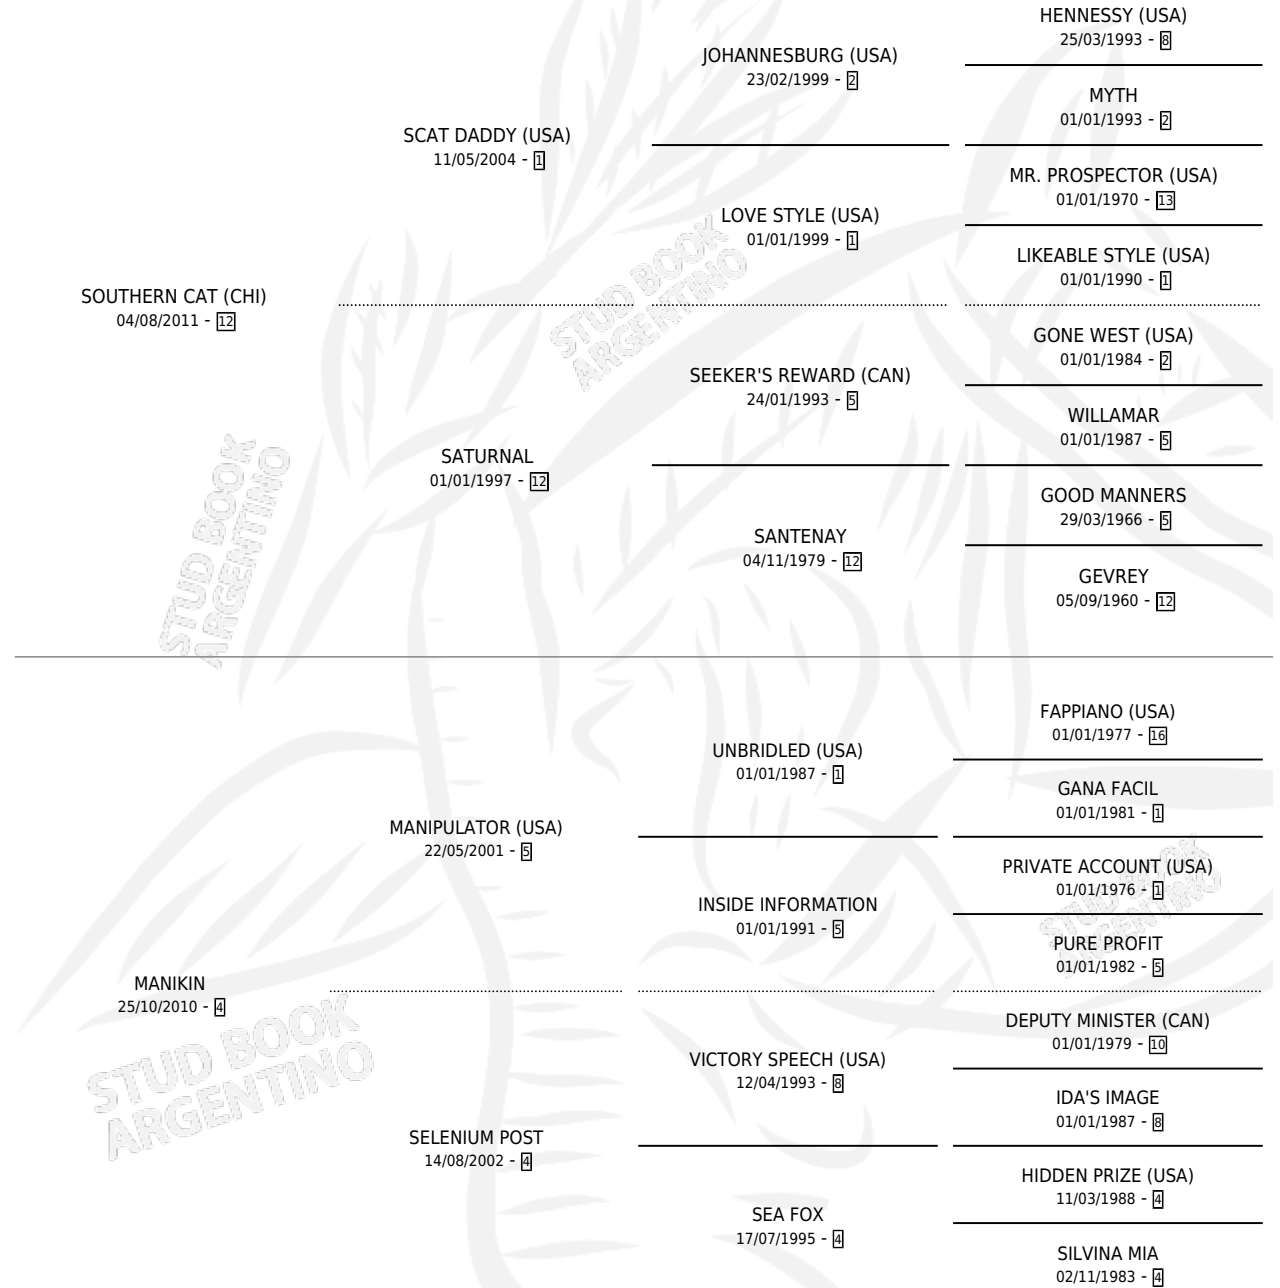 HENNESSY (USA)
25/03/1993 - 8
JOHANNESBURG (USA)
23/02/1999 - 2
MYTH
01/01/1993 - 2
SCAT DADDY (USA)
11/05/2004 - 1
MR. PROSPECTOR (USA)
01/01/1970 - 13
LOVE STYLE (USA)
01/01/1999 - 1
LIKEABLE STYLE (USA)
01/01/1990 - 1
SOUTHERN CAT (CHI)
04/08/2011 - 12
GONE WEST (USA)
01/01/1984 - 2
SEEKER'S REWARD (CAN)
24/01/1993 - 5
WILLAMAR
01/01/1987 - 5
SATURNAL
01/01/1997 - 12
GOOD MANNERS
29/03/1966 - 5
SANTENAY
04/11/1979 - 12
GEVREY
05/09/1960 - 12
FAPPIANO (USA)
01/01/1977 - 16
UNBRIDLED (USA)
01/01/1987 - 1
GANA FACIL
01/01/1981 - 1
MANIPULATOR (USA)
22/05/2001 - 5
PRIVATE ACCOUNT (USA)
01/01/1976 - 1
INSIDE INFORMATION
01/01/1991 - 5
PURE PROFIT
01/01/1982 - 5
MANIKIN
25/10/2010 - 4
DEPUTY MINISTER (CAN)
01/01/1979 - 10
VICTORY SPEECH (USA)
12/04/1993 - 8
IDA'S IMAGE
01/01/1987 - 8
SELENIUM POST
14/08/2002 - 4
HIDDEN PRIZE (USA)
11/03/1988 - 4
SEA FOX
17/07/1995 - 4
SILVINA MIA
02/11/1983 - 4
STUD BOOK
ARGENTINO
STUD BOOK
ARGENTINO
STUD BOOK
ARGENTINO
STUD BOOK
ARGENTINO